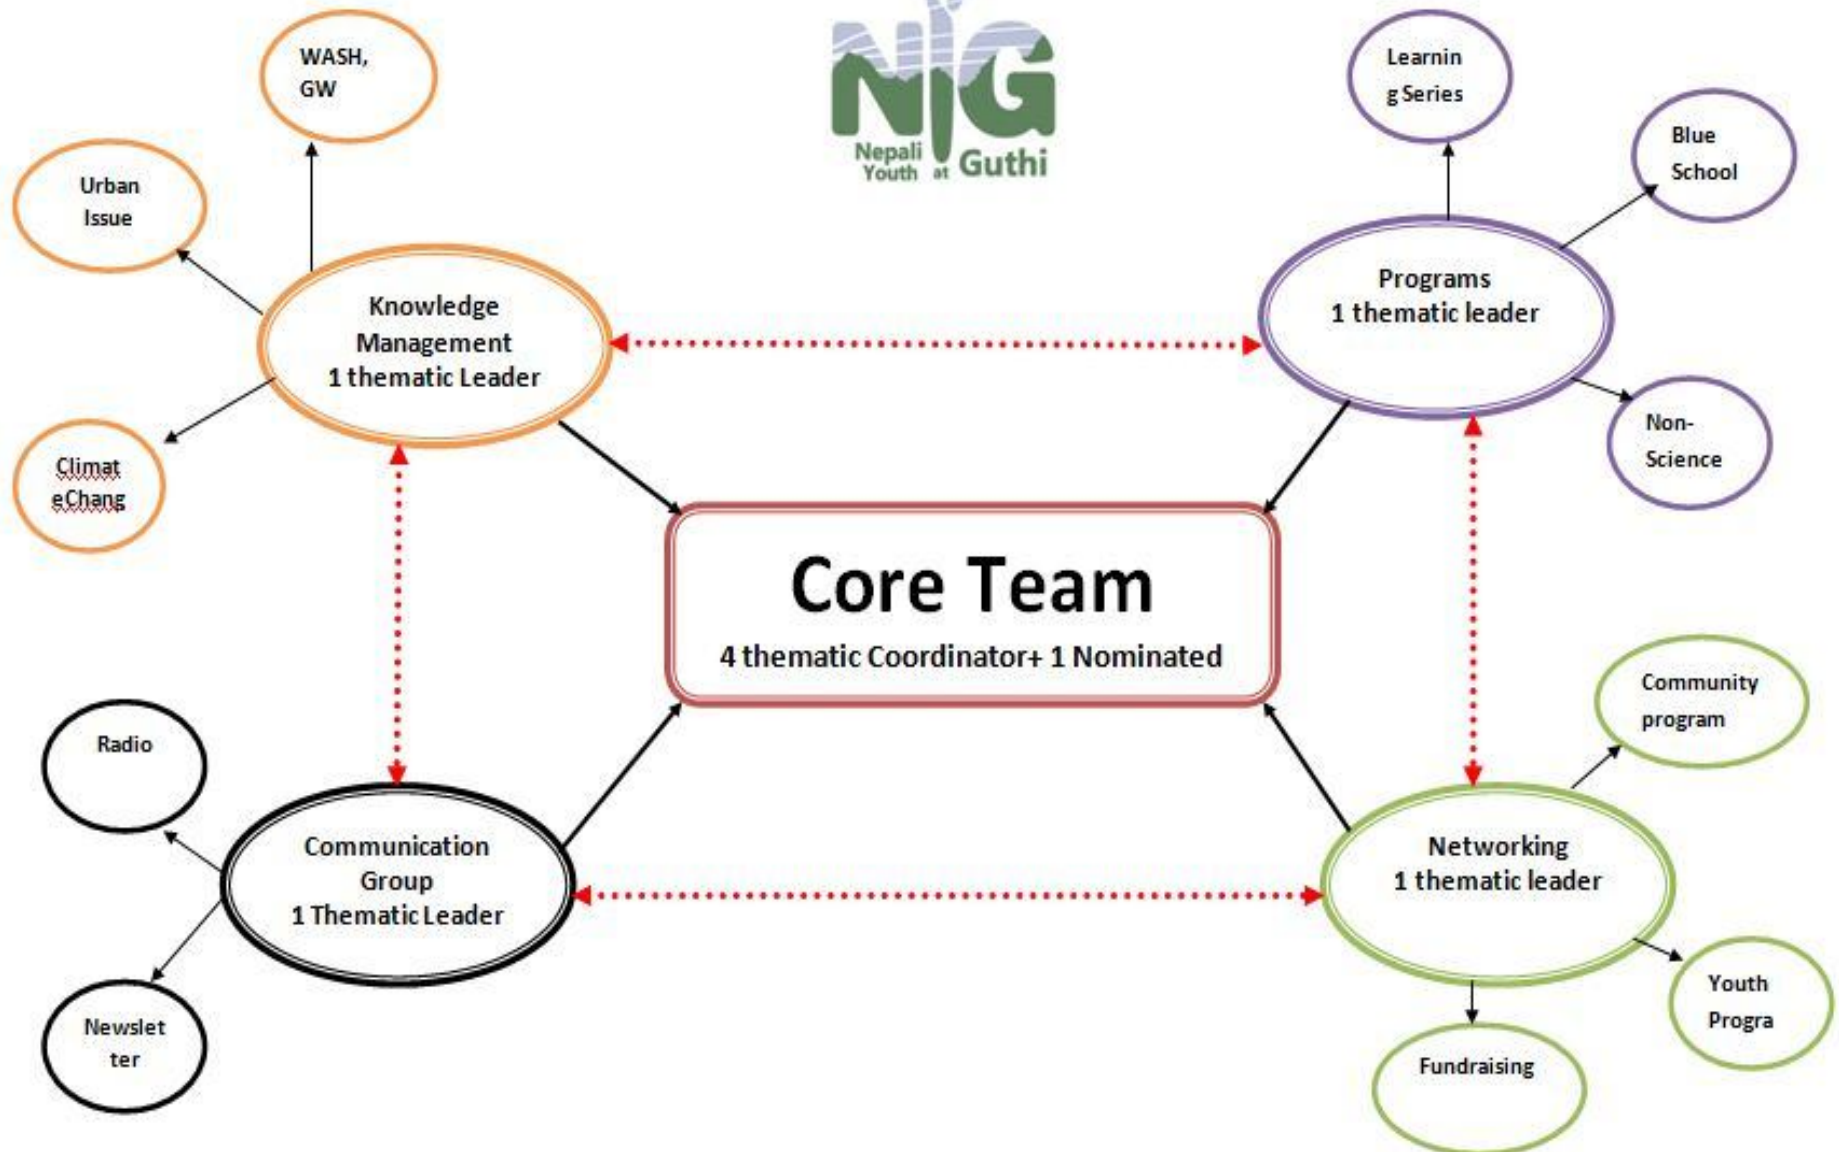 WASH,
GW
Urban
Issue
Knowledge
Management
1 thematic Leader
Climat
eChang
NYG
Nepali
Youth at Guthi
Learnin
g Series
Blue
School
Programs
1 thematic leader
Non-
Science
Core Team
4 thematic Coordinator+ 1 Nominated
Radio
Communication
Group
1 Thematic Leader
Newslet
ter
Community
program
Networking
1 thematic leader
Youth
Progra
Fundraising